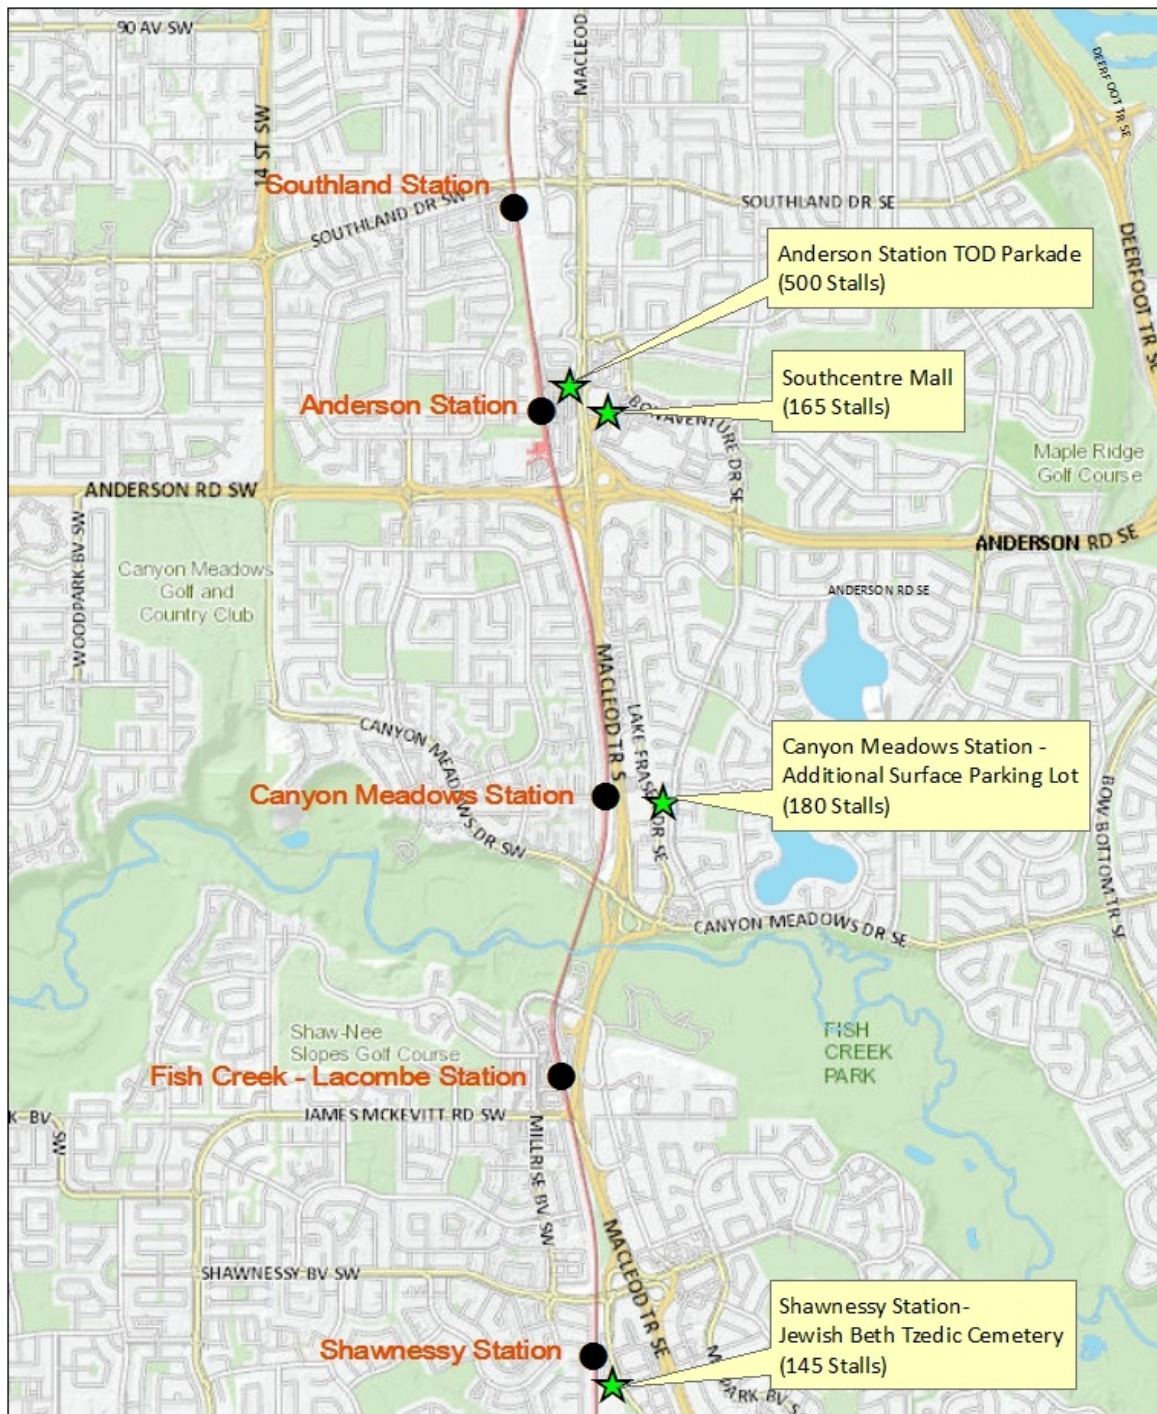 90 AV SW
MACLEOD
DEERFOOT TR SE
14 ST SW
Southland Station
SOUTHLAND DR SW
SOUTHLAND DR SE
DEERFOOT TR SE
Anderson Station TOD Parkade
(500 Stalls)
Southcentre Mall
(165 Stalls)
Anderson Station
BONAVENTURE DR SE
Maple Ridge
Golf Course
ANDERSON RD SW
ANDERSON RD SE
WOODPARK BV SW
Canyon Meadows
Golf and
Country Club
ANDERSON RD SE
MACLEOD TR S
LAKE FRASER DR SE
CANYON MEADOWS DR SW
Canyon Meadows Station -
Additional Surface Parking Lot
(180 Stalls)
Canyon Meadows Station
BOW BOTTOM TR SE
CANYON MEADOWS DR SE
Shaw-Nee
Slopes Golf Course
FISH
CREEK
PARK
Fish Creek - Lacombe Station
K BV SW
JAMES MCKEVITT RD SW
MILLRISE BV SW
MACLEOD TR SE
SHAWNESSY BV SW
Shawnessy Station-
Jewish Beth Tzedic Cemetery
(145 Stalls)
Shawnessy Station
PARK BV S